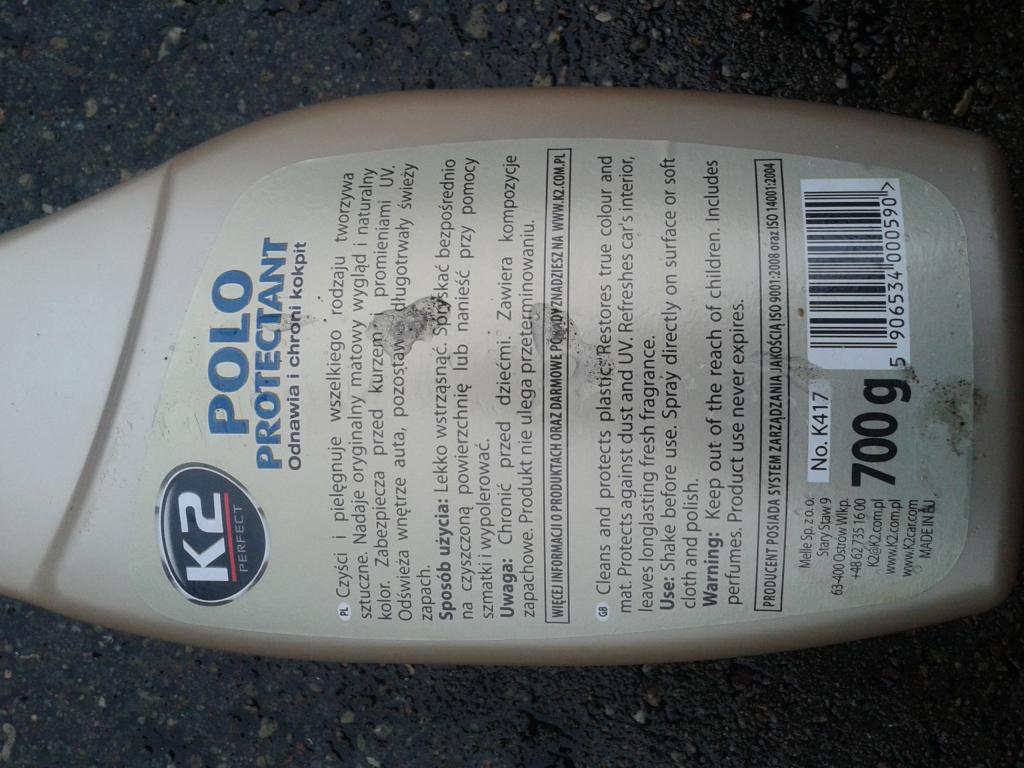 K2
PERFECT
POLO
PROTECTANT
Odnawia i chroni kokpit
PL Czyści i pielęgnuje wszelkiego rodzaju tworzywa
sztuczne. Nadaje oryginalny matowy wygląd i naturalny
kolor. Zabezpiecza przed kurzem promieniami UV.
Odświeża wnętrze auta, pozostaw długotrwały świeży
zapach.
Sposób użycia: Lekko wstrząsnąć. Spryskać bezpośrednio
na czyszczoną powierzchnię lub nanieść przy pomocy
szmatki i wypolerować.
Uwaga: Chronić przed dziećmi. Zawiera kompozycje
zapachowe. Produkt nie ulega przeterminowaniu.
WIĘCEJ INFORMACJI O PRODUKTACH ORAZ DARMOWE PORADY ZNAJDZIESZ NA WWW.K2.COM.PL
GB Cleans and protects plastic. Restores true colour and
mat. Protects against dust and UV. Refreshes car's interior,
leaves longlasting fresh fragrance.
Use: Shake before use. Spray directly on surface or soft
cloth and polish.
Warning: Keep out of the reach of children. Includes
perfumes. Product use never expires.
PRODUCENT POSIADA SYSTEM ZARZĄDZANIA JAKOŚCIĄ ISO 9001:2008 oraz ISO 14001:2004
Melle Sp. z o.o.
Stary Staw 9
63-400 Ostrów Wlkp.
+48 62 735 16 00
K2@K2.com.pl
www.K2.com.pl
www.K2car.com
MADE IN EU
No. K417
700 g
5 906534 000590 >